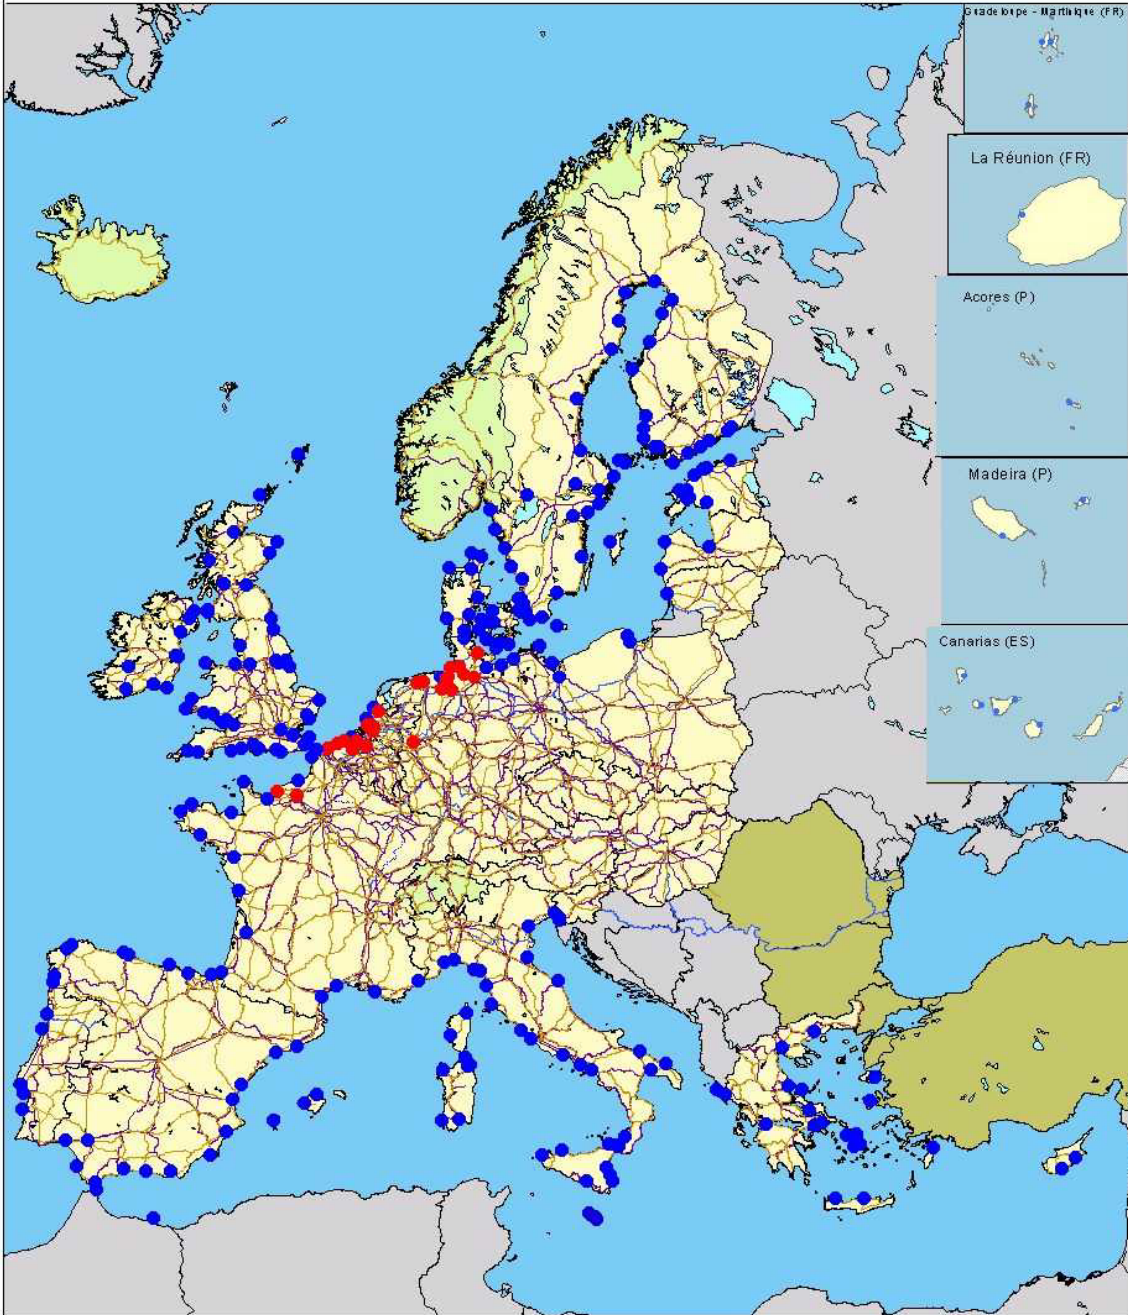 Guadeloupe - Martinique (FR)
La Réunion (FR)
Acores (P)
Madeira (P)
Canarias (ES)